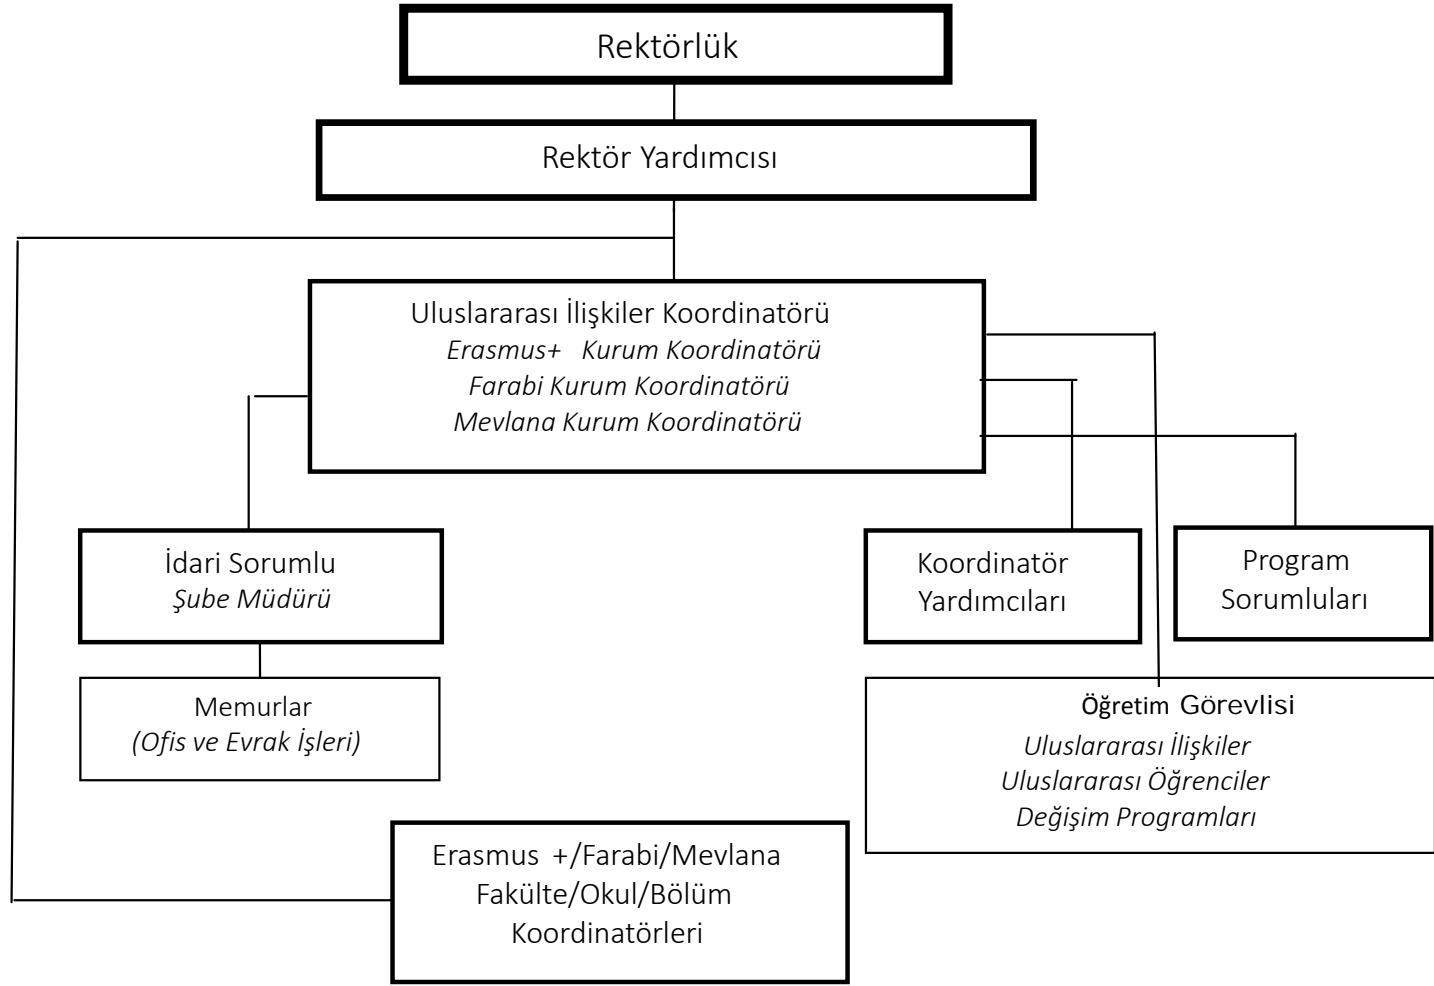 Rektörlük
Rektör Yardımcısı
Uluslararası İlişkiler Koordinatörü
Erasmus+ Kurum Koordinatörü
Farabi Kurum Koordinatörü
Mevlana Kurum Koordinatörü
İdari Sorumlu
Şube Müdürü
Koordinatör
Yardımcıları
Program
Sorumluları
Memurlar
(Ofis ve Evrak İşleri)
Öğretim Görevlisi
Uluslararası İlişkiler
Uluslararası Öğrenciler
Değişim Programları
Erasmus +/Farabi/Mevlana
Fakülte/Okul/Bölüm
Koordinatörleri